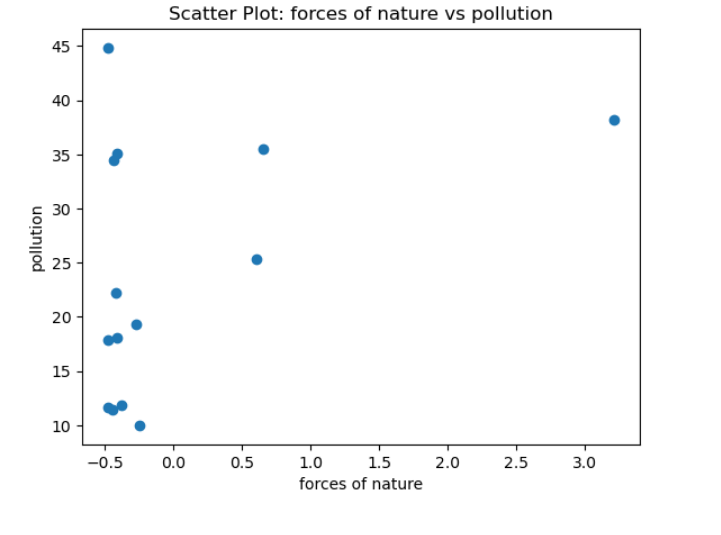 Scatter Plot: forces of nature vs pollution
45
40
35
30
25
20
15
10
pollution
−0.5 0.0 0.5 1.0 1.5 2.0 2.5 3.0
forces of nature